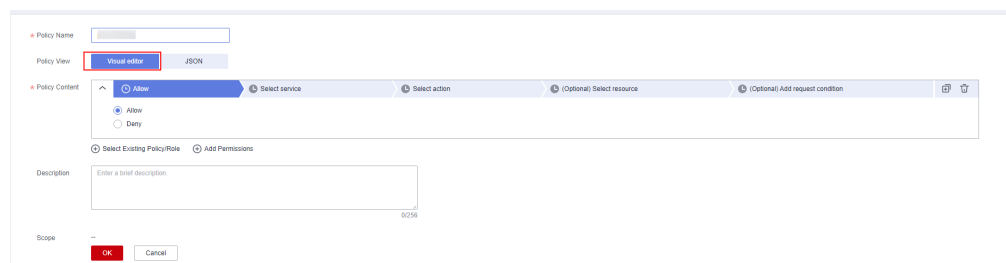 * Policy Name
Policy View Visual editor JSON
* Policy Content Allow Select service Select action (Optional) Select resource (Optional) Add request condition
Allow
Deny
Select Existing Policy/Role Add Permissions
Description Enter a brief description.
0/256
Scope --
OK Cancel